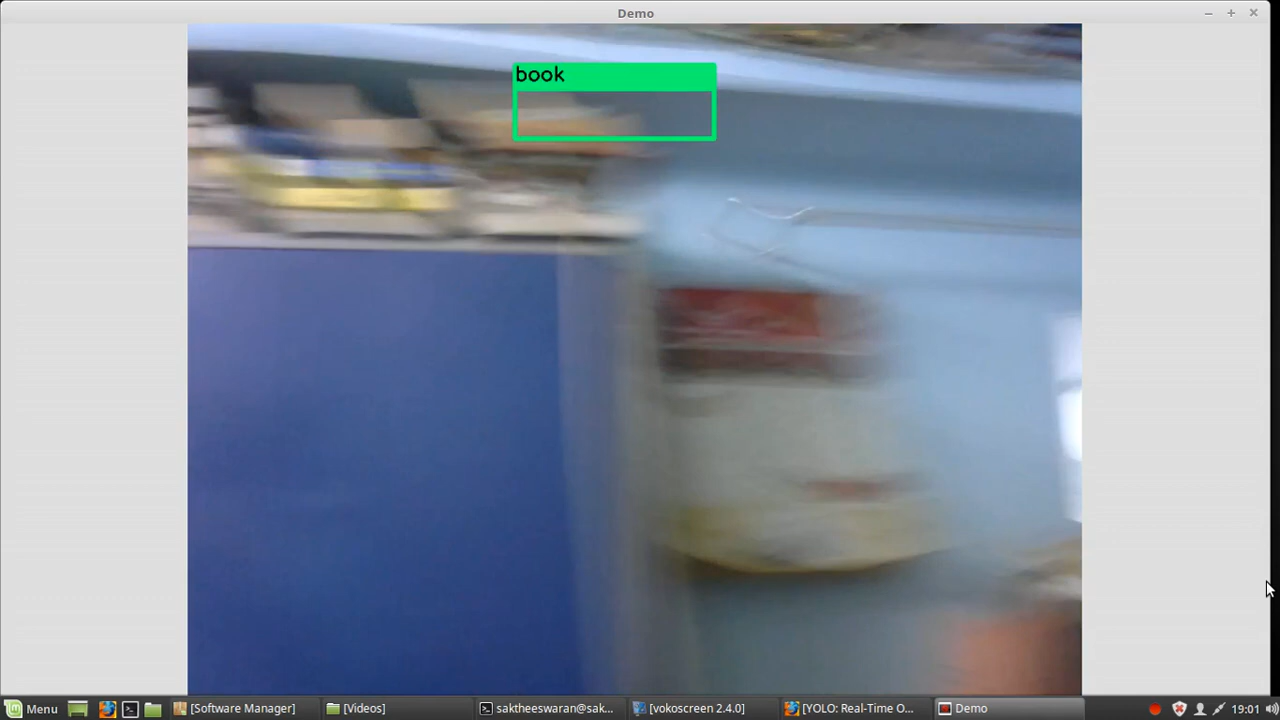 Demo
book
Menu
[Software Manager]
[Videos]
saktheeswaran@sak...
[vokoscreen 2.4.0]
[YOLO: Real-Time O...
Demo
19:01